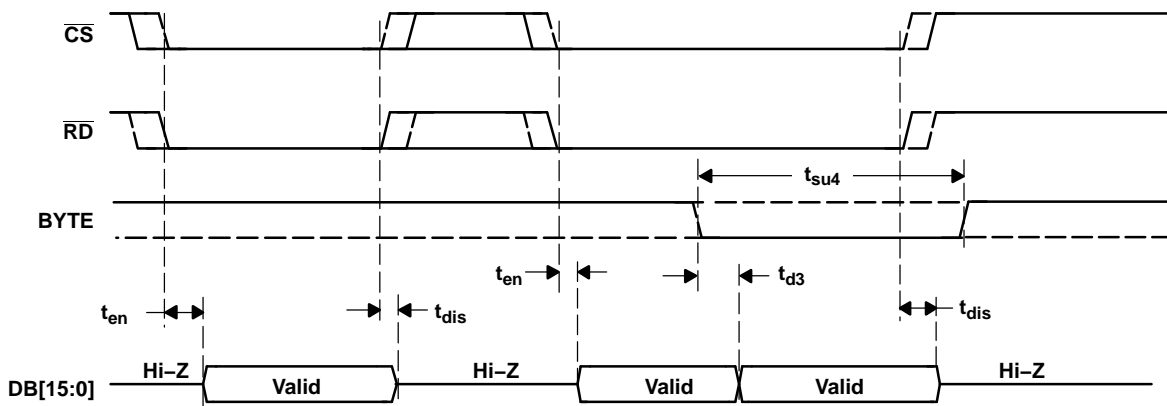 CS
RD
tsu4
BYTE
ten
td3
ten
tdis
tdis
Hi–Z
Hi–Z
Hi–Z
DB[15:0]
Valid
Valid
Valid